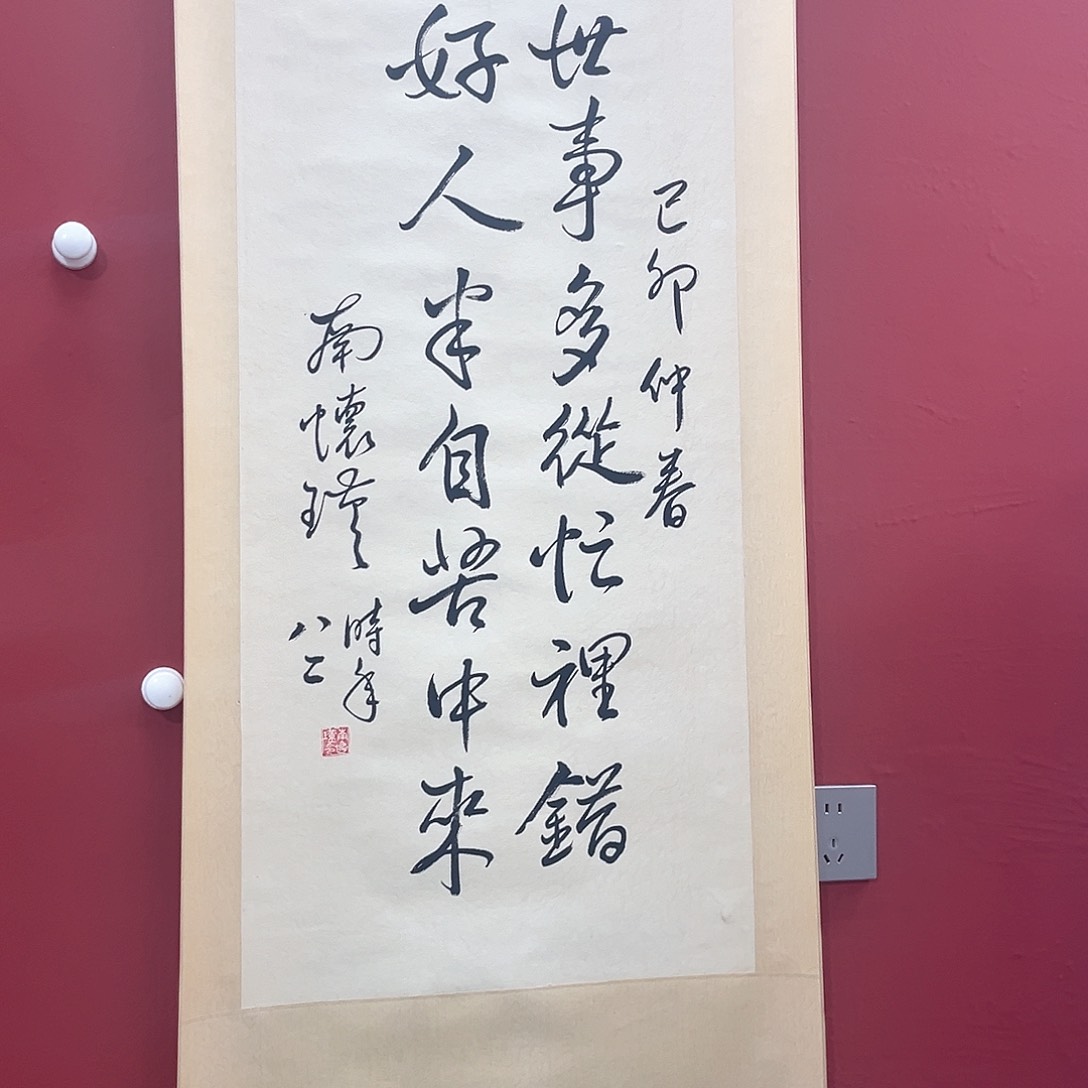 己卯仲春
世事多從忙裡錯
好人半自苦中來
南懷瑾
時年
八二